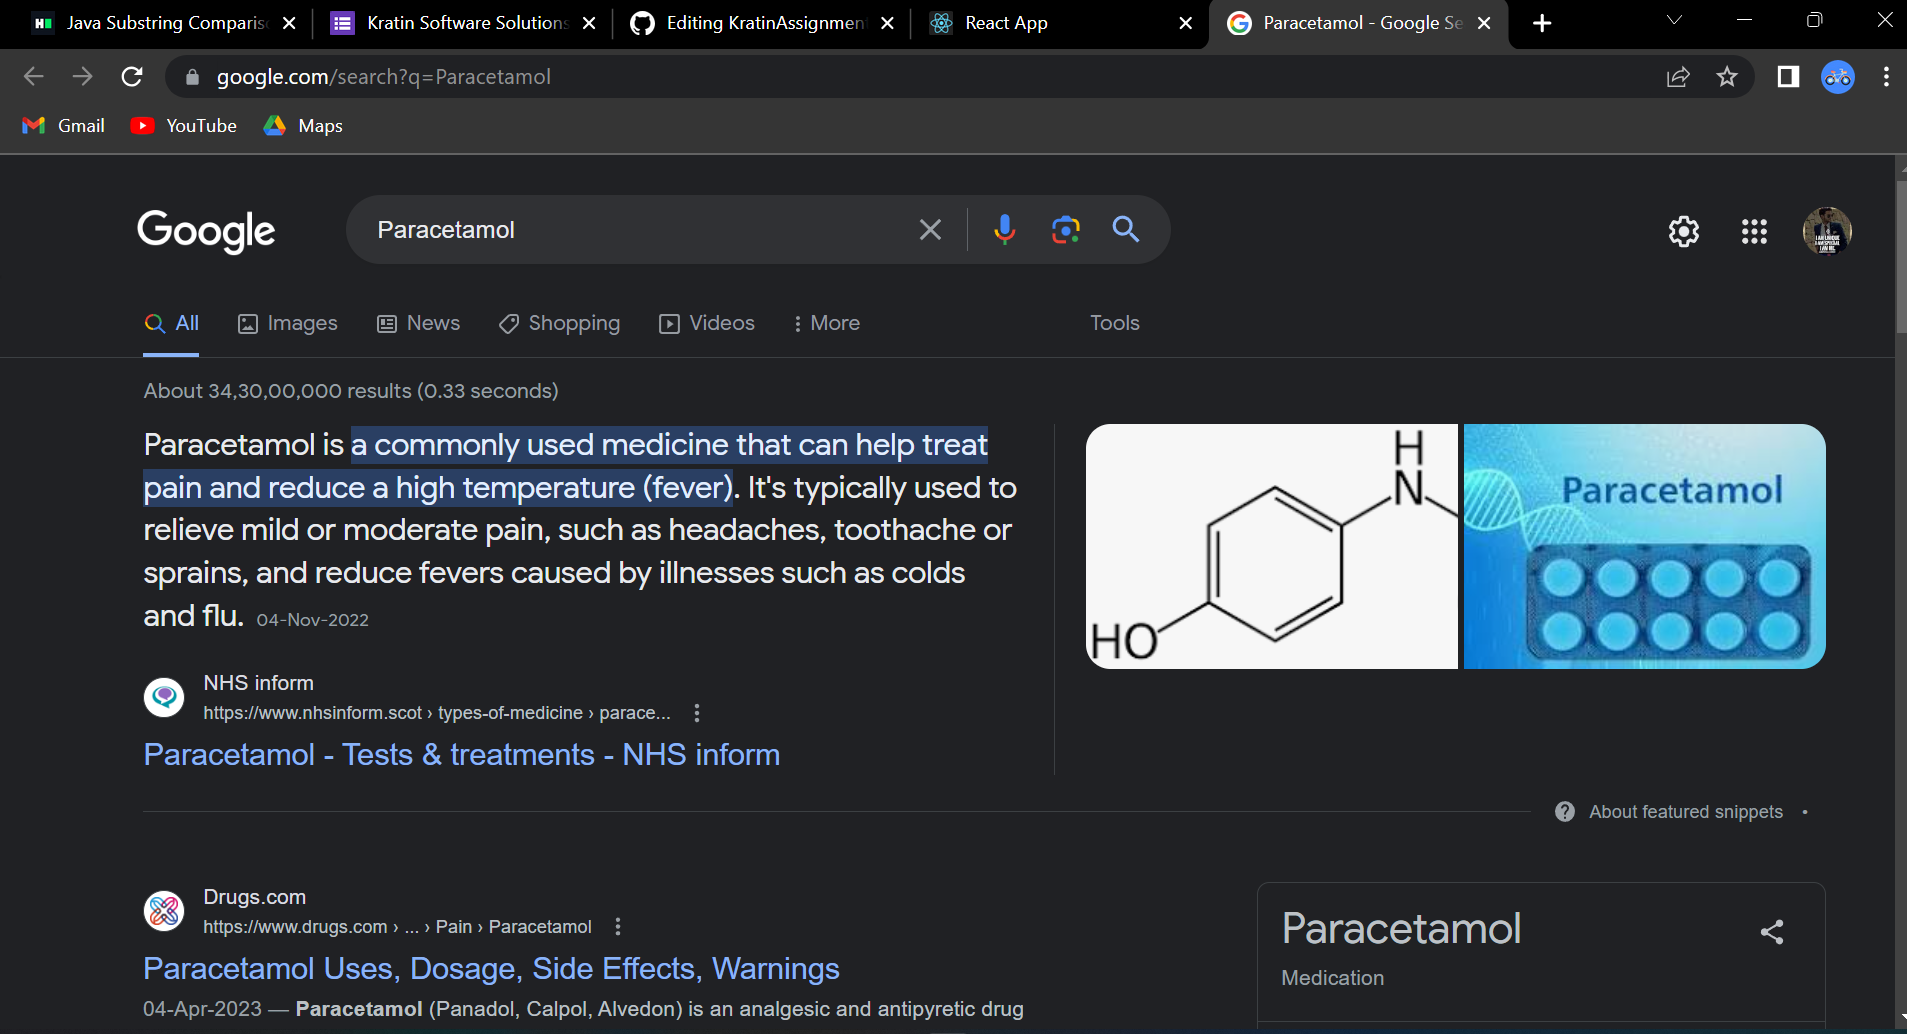 Java Substring Comparis
Kratin Software Solutions
Editing KratinAssignmen
React App
Paracetamol - Google Se
google.com/search?q=Paracetamol
Gmail
YouTube
Maps
Google
Paracetamol
All
Images
News
Shopping
Videos
More
Tools
About 34,30,00,000 results (0.33 seconds)
Paracetamol is a commonly used medicine that can help treat
pain and reduce a high temperature (fever). It's typically used to
relieve mild or moderate pain, such as headaches, toothache or
sprains, and reduce fevers caused by illnesses such as colds
and flu. 04-Nov-2022
H
N
HO
Paracetamol
NHS inform
https://www.nhsinform.scot › types-of-medicine › parace...
Paracetamol - Tests & treatments - NHS inform
About featured snippets •
Drugs.com
https://www.drugs.com › ... › Pain › Paracetamol
Paracetamol Uses, Dosage, Side Effects, Warnings
04-Apr-2023 — Paracetamol (Panadol, Calpol, Alvedon) is an analgesic and antipyretic drug
Paracetamol
Medication